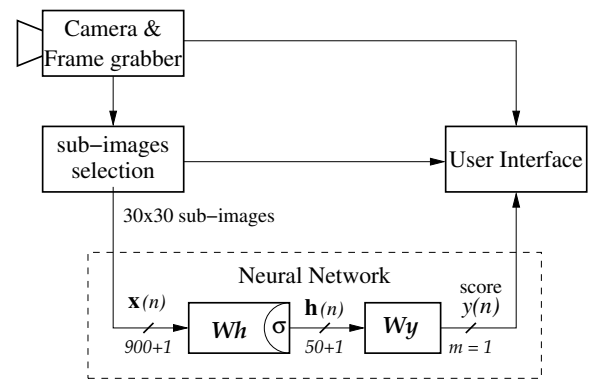 Camera &
Frame grabber
sub-images
selection
User Interface
30x30 sub-images
Neural Network
x(n)
Wh
σ
h(n)
Wy
score
y(n)
900+1
50+1
m = 1